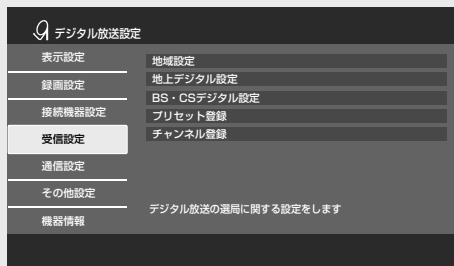 デジタル放送設定
表示設定
録画設定
接続機器設定
受信設定
通信設定
その他設定
機器情報
地域設定
地上デジタル設定
BS・CSデジタル設定
プリセット登録
チャンネル登録
デジタル放送の選局に関する設定をします